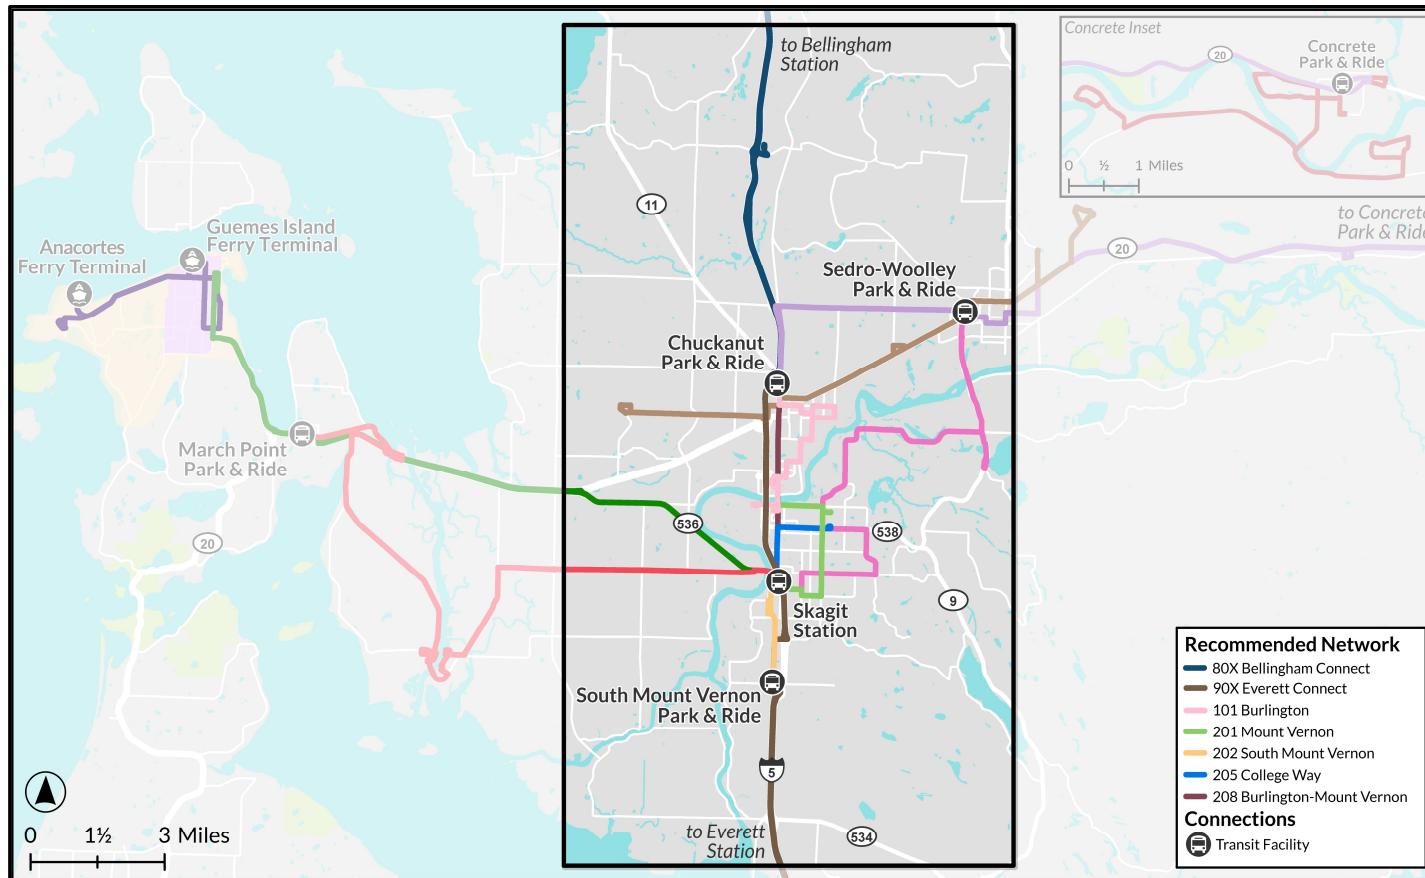 to Bellingham
Station
Concrete Inset
20
Concrete
Park & Ride
0 ½ 1 Miles
11
Guemes Island
Ferry Terminal
Anacortes
Ferry Terminal
to Concrete
Park & Ride
20
Sedro-Woolley
Park & Ride
Chuckanut
Park & Ride
March Point
Park & Ride
20
536
538
9
Skagit
Station
South Mount Vernon
Park & Ride
5
to Everett
Station
534
0 1½ 3 Miles
Recommended Network
80X Bellingham Connect
90X Everett Connect
101 Burlington
201 Mount Vernon
202 South Mount Vernon
205 College Way
208 Burlington-Mount Vernon
Connections
Transit Facility